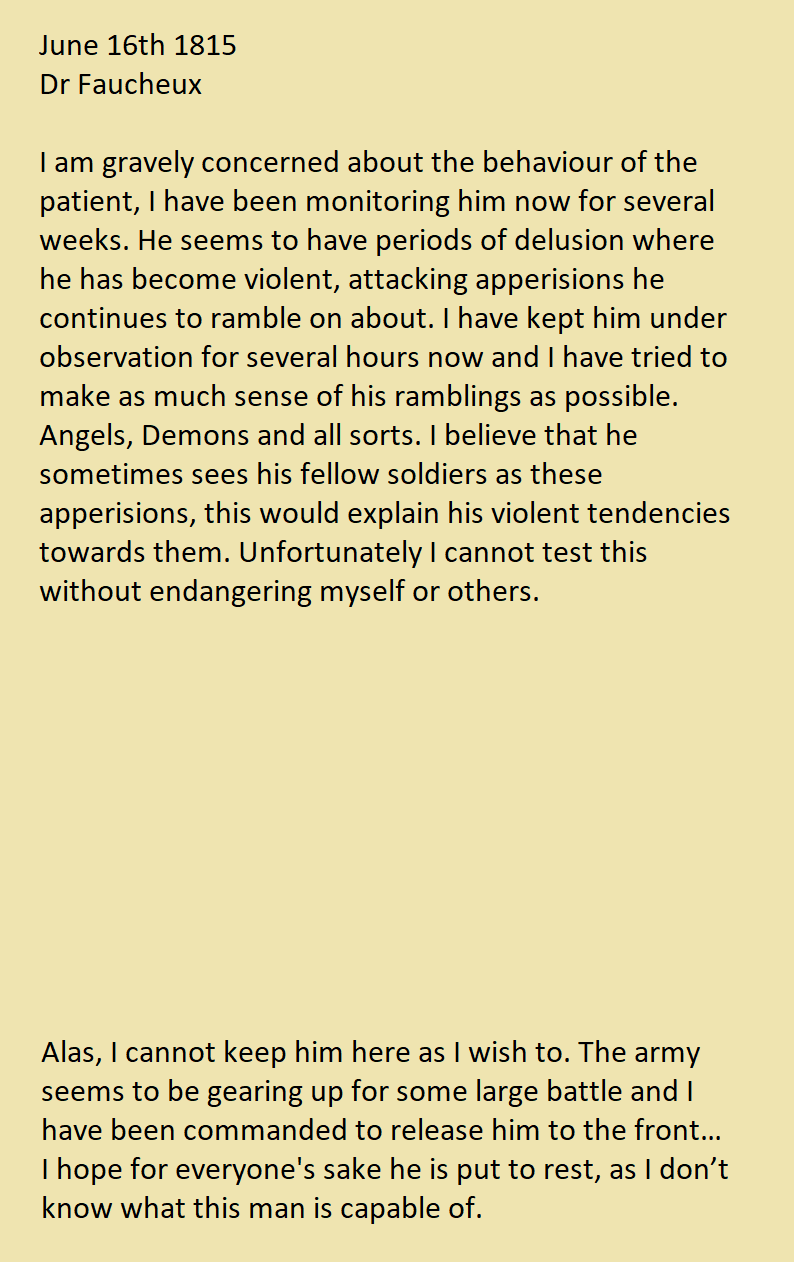 June 16th 1815
Dr Faucheux
I am gravely concerned about the behaviour of the
patient, I have been monitoring him now for several
weeks. He seems to have periods of delusion where
he has become violent, attacking apperisions he
continues to ramble on about. I have kept him under
observation for several hours now and I have tried to
make as much sense of his ramblings as possible.
Angels, Demons and all sorts. I believe that he
sometimes sees his fellow soldiers as these
apperisions, this would explain his violent tendencies
towards them. Unfortunately I cannot test this
without endangering myself or others.
Alas, I cannot keep him here as I wish to. The army
seems to be gearing up for some large battle and I
have been commanded to release him to the front…
I hope for everyone's sake he is put to rest, as I don’t
know what this man is capable of.